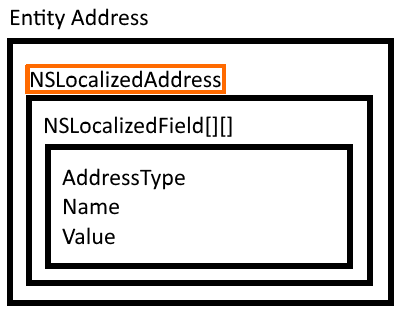 Entity Address
NSLocalizedAddress
NSLocalizedField[][]
AddressType
Name
Value